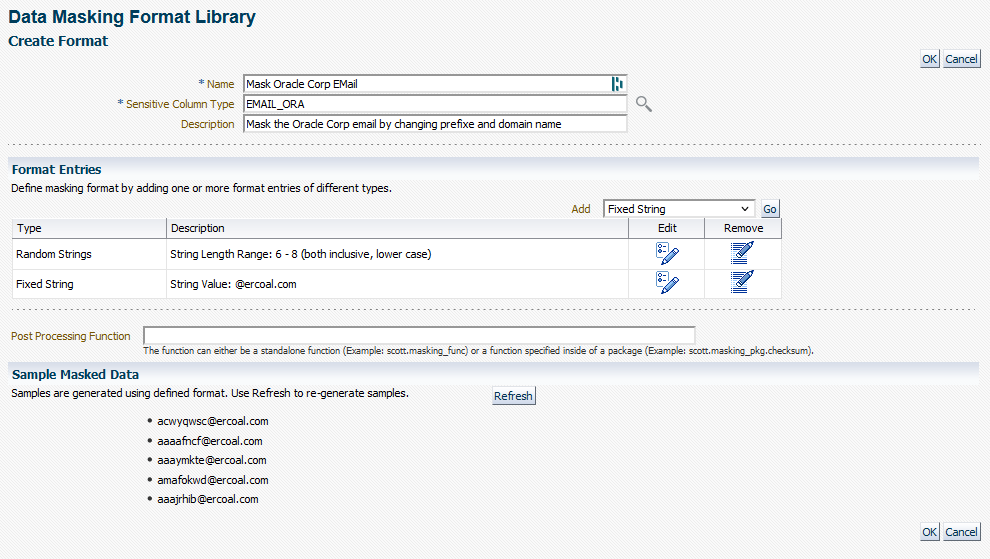 Data Masking Format Library
Create Format
OK Cancel
* Name Mask Oracle Corp EMail
* Sensitive Column Type EMAIL_ORA
Description Mask the Oracle Corp email by changing prefixe and domain name
Format Entries
Define masking format by adding one or more format entries of different types.
Add Fixed String Go
Type Description Edit Remove
Random Strings String Length Range: 6 - 8 (both inclusive, lower case)
Fixed String String Value: @ercoal.com
Post Processing Function
The function can either be a standalone function (Example: scott.masking_func) or a function specified inside of a package (Example: scott.masking_pkg.checksum).
Sample Masked Data
Samples are generated using defined format. Use Refresh to re-generate samples. Refresh
• acwyqwsc@ercoal.com
• aaaafncf@ercoal.com
• aaaymkte@ercoal.com
• amafokwd@ercoal.com
• aaajrhib@ercoal.com
OK Cancel